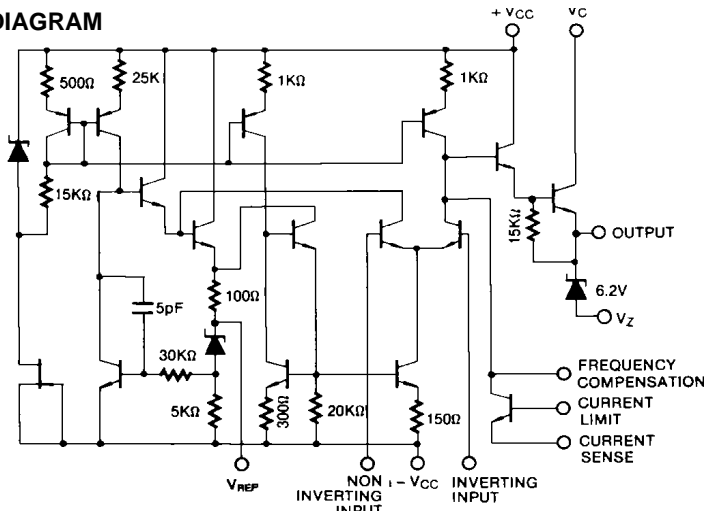 DIAGRAM
+ VCC
VC
500Ω
25K
1KΩ
1KΩ
15KΩ
15KΩ
OUTPUT
100Ω
5pF
6.2V
VZ
30KΩ
FREQUENCY
COMPENSATION
5KΩ
300Ω
20KΩ
150Ω
CURRENT
LIMIT
CURRENT
SENSE
VREF
NON
INVERTING
INPUT
– VCC
INVERTING
INPUT